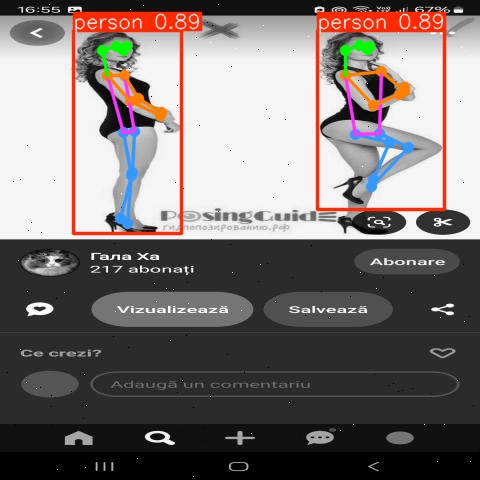 16:55
67%
person 0.89
person 0.89
PosingGuide
гидпопозированию.рф
Гала Ха
217 abonați
Abonare
Vizualizează
Salvează
Ce crezi?
Adaugă un comentariu